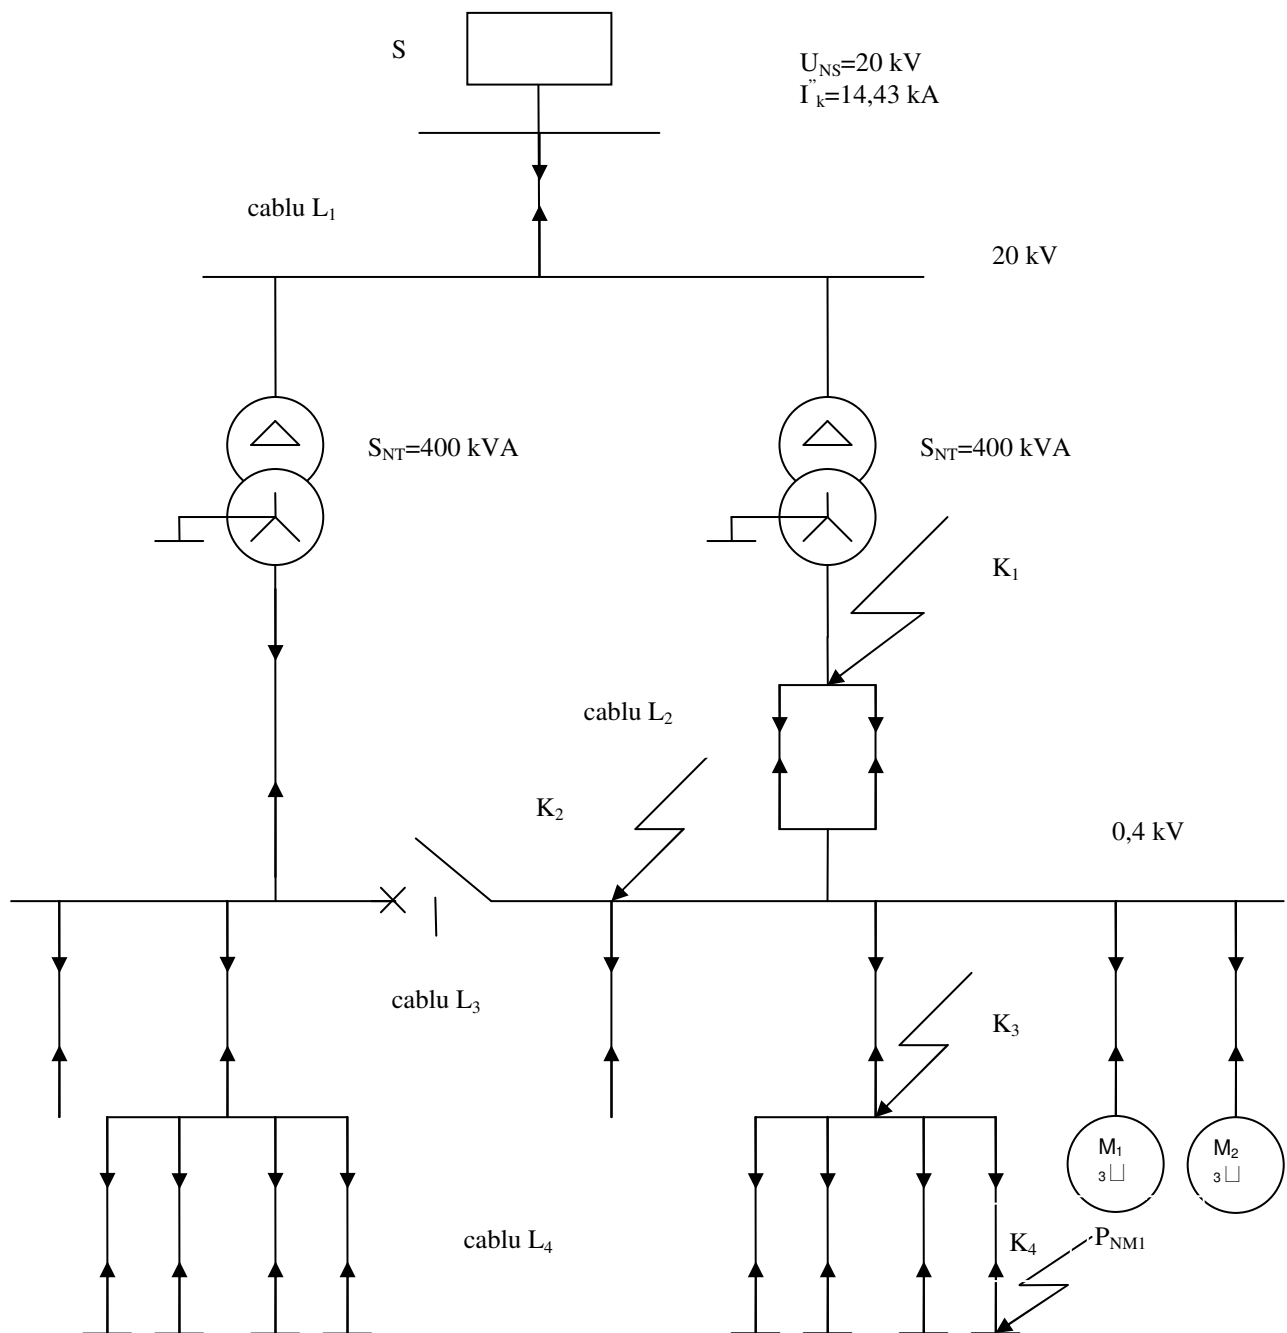 S
U_NS=20 kV
I"_k=14,43 kA
cablu L₁
20 kV
S_NT=400 kVA
S_NT=400 kVA
K₁
cablu L₂
K₂
0,4 kV
cablu L₃
K₃
M₁
3
M₂
3
cablu L₄
K₄
P_NM1